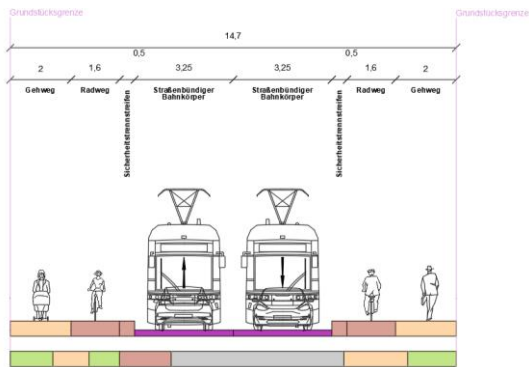 Grundstücksgrenze
Grundstücksgrenze
14,7
0,5
0,5
2
1,6
3,25
3,25
1,6
2
Gehweg
Radweg
Sicherheitstrennstreifen
Straßenbündiger
Bahnkörper
Straßenbündiger
Bahnkörper
Sicherheitstrennstreifen
Radweg
Gehweg